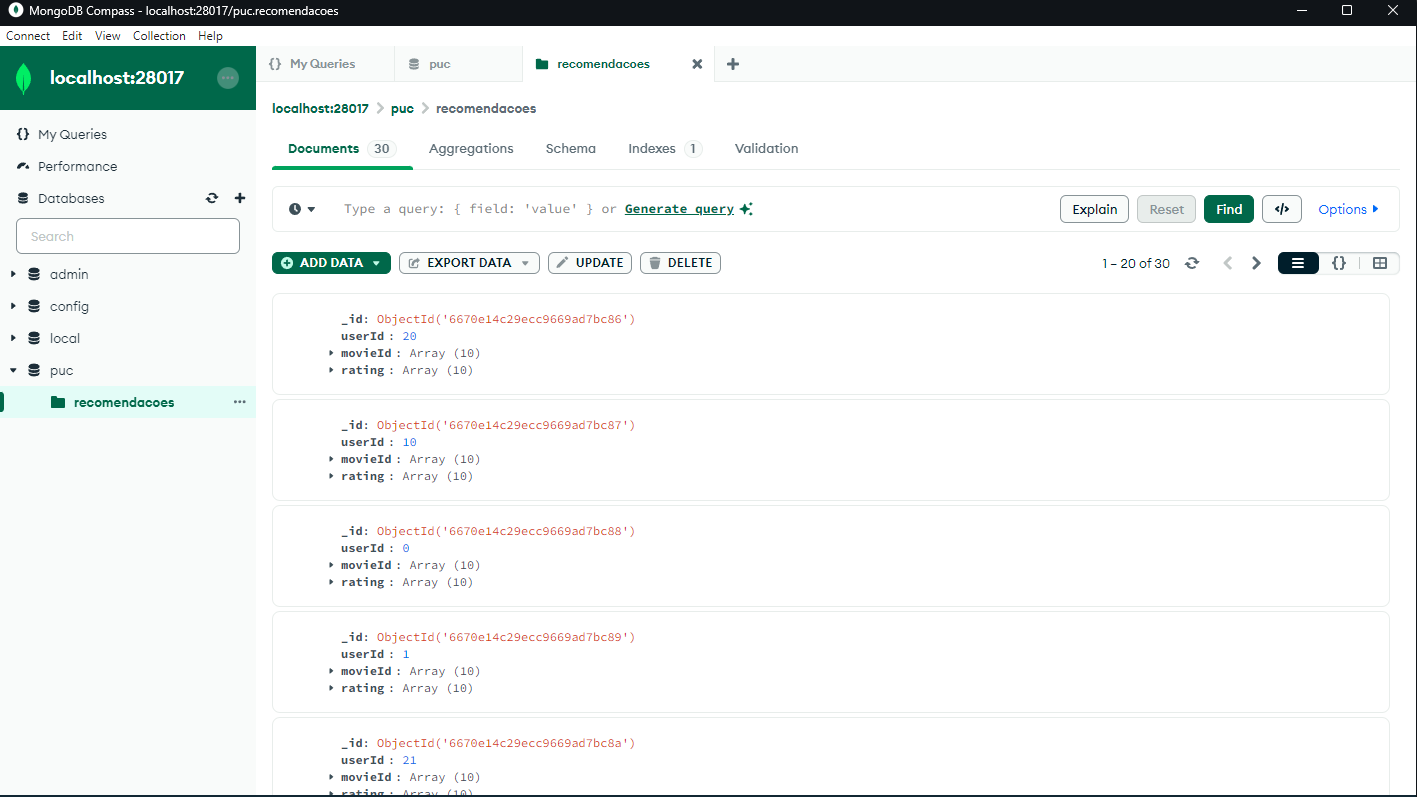 MongoDB Compass - localhost:28017/puc.recomendacoes
Connect Edit View Collection Help
localhost:28017
My Queries
Performance
Databases
Search
admin
config
local
puc
recomendacoes
{} My Queries puc recomendacoes
localhost:28017 > puc > recomendacoes
Documents 30 Aggregations Schema Indexes 1 Validation
Type a query: { field: 'value' } or Generate query
Explain Reset Find </> Options
ADD DATA EXPORT DATA UPDATE DELETE
1 – 20 of 30 {}
_id: ObjectId('6670e14c29ecc9669ad7bc86')
userId : 20
movieId : Array (10)
rating : Array (10)
_id: ObjectId('6670e14c29ecc9669ad7bc87')
userId : 10
movieId : Array (10)
rating : Array (10)
_id: ObjectId('6670e14c29ecc9669ad7bc88')
userId : 0
movieId : Array (10)
rating : Array (10)
_id: ObjectId('6670e14c29ecc9669ad7bc89')
userId : 1
movieId : Array (10)
rating : Array (10)
_id: ObjectId('6670e14c29ecc9669ad7bc8a')
userId : 21
movieId : Array (10)
rating : Array (10)